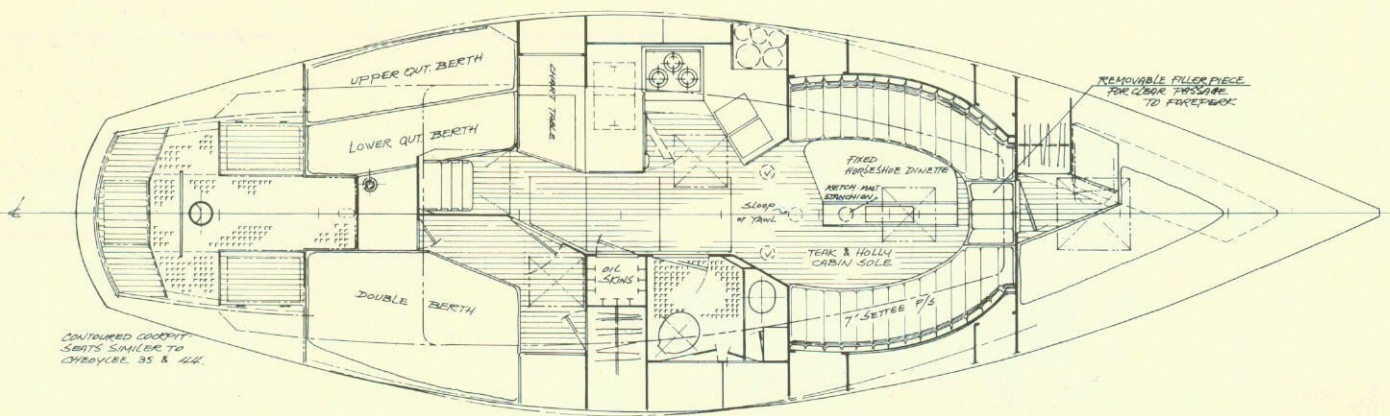 UPPER QUT. BERTH
LOWER QUT. BERTH
CHART TABLE
REMOVABLE FILLER PIECE
FOR CLEAR PASSAGE
TO FOREPEAK
FIXED
HORSESHOE DINETTE
KETCH MAST
STANCHION
SLOOP
OR YAWL
TEAK & HOLLY
CABIN SOLE
7' SETTEE P/S
OIL
SKINS
DOUBLE BERTH
CONTOURED COCKPIT
SEATS SIMILER TO
CHEOYLEE 35 & 44.